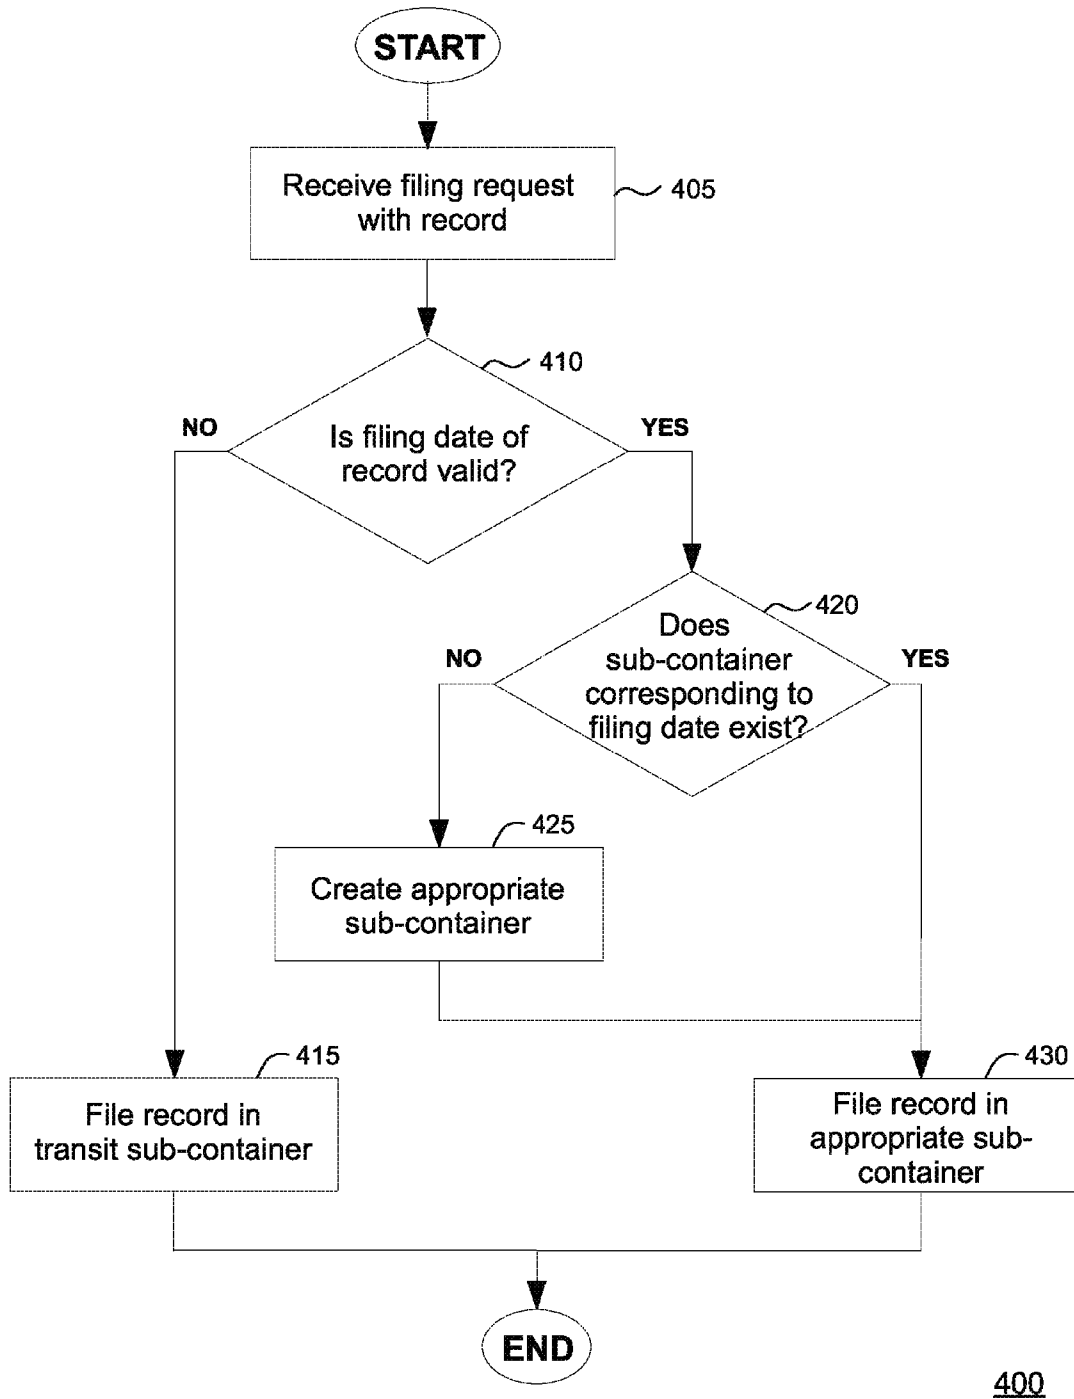 START
Receive filing request
with record
405
410
NO
YES
Is filing date of
record valid?
420
NO
YES
Does
sub-container
corresponding to
filing date exist?
425
Create appropriate
sub-container
415
430
File record in
transit sub-container
File record in
appropriate sub-
container
END
400